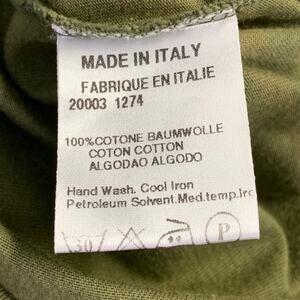 MADE IN ITALY
FABRIQUE EN ITALIE
20003 1274
100%COTONE BAUMWOLLE
COTON COTTON
ALGODAO ALGODO
Hand Wash. Cool Iron
Petroleum Solvent.Med.temp.Irc
30 P